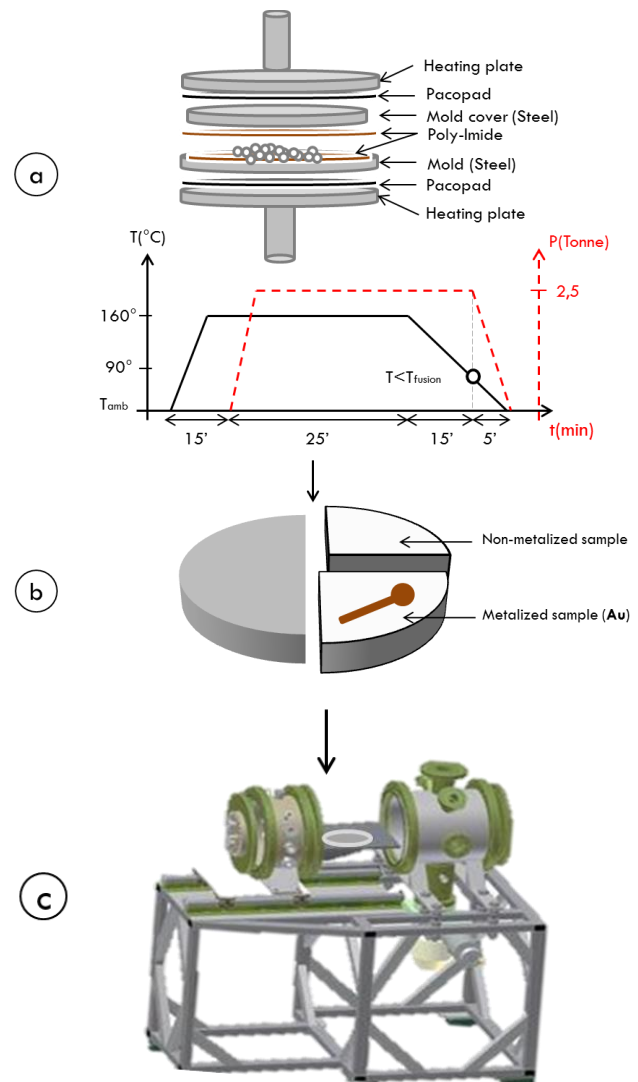 Heating plate
Pacopad
Mold cover (Steel)
Poly-Imide
Mold (Steel)
Pacopad
Heating plate
a
T(°C)
P(Tonne)
160°
2,5
90°
T<Tfusion
Tamb
15’
25’
15’
5’
t(min)
Non-metalized sample
b
Metalized sample (Au)
c